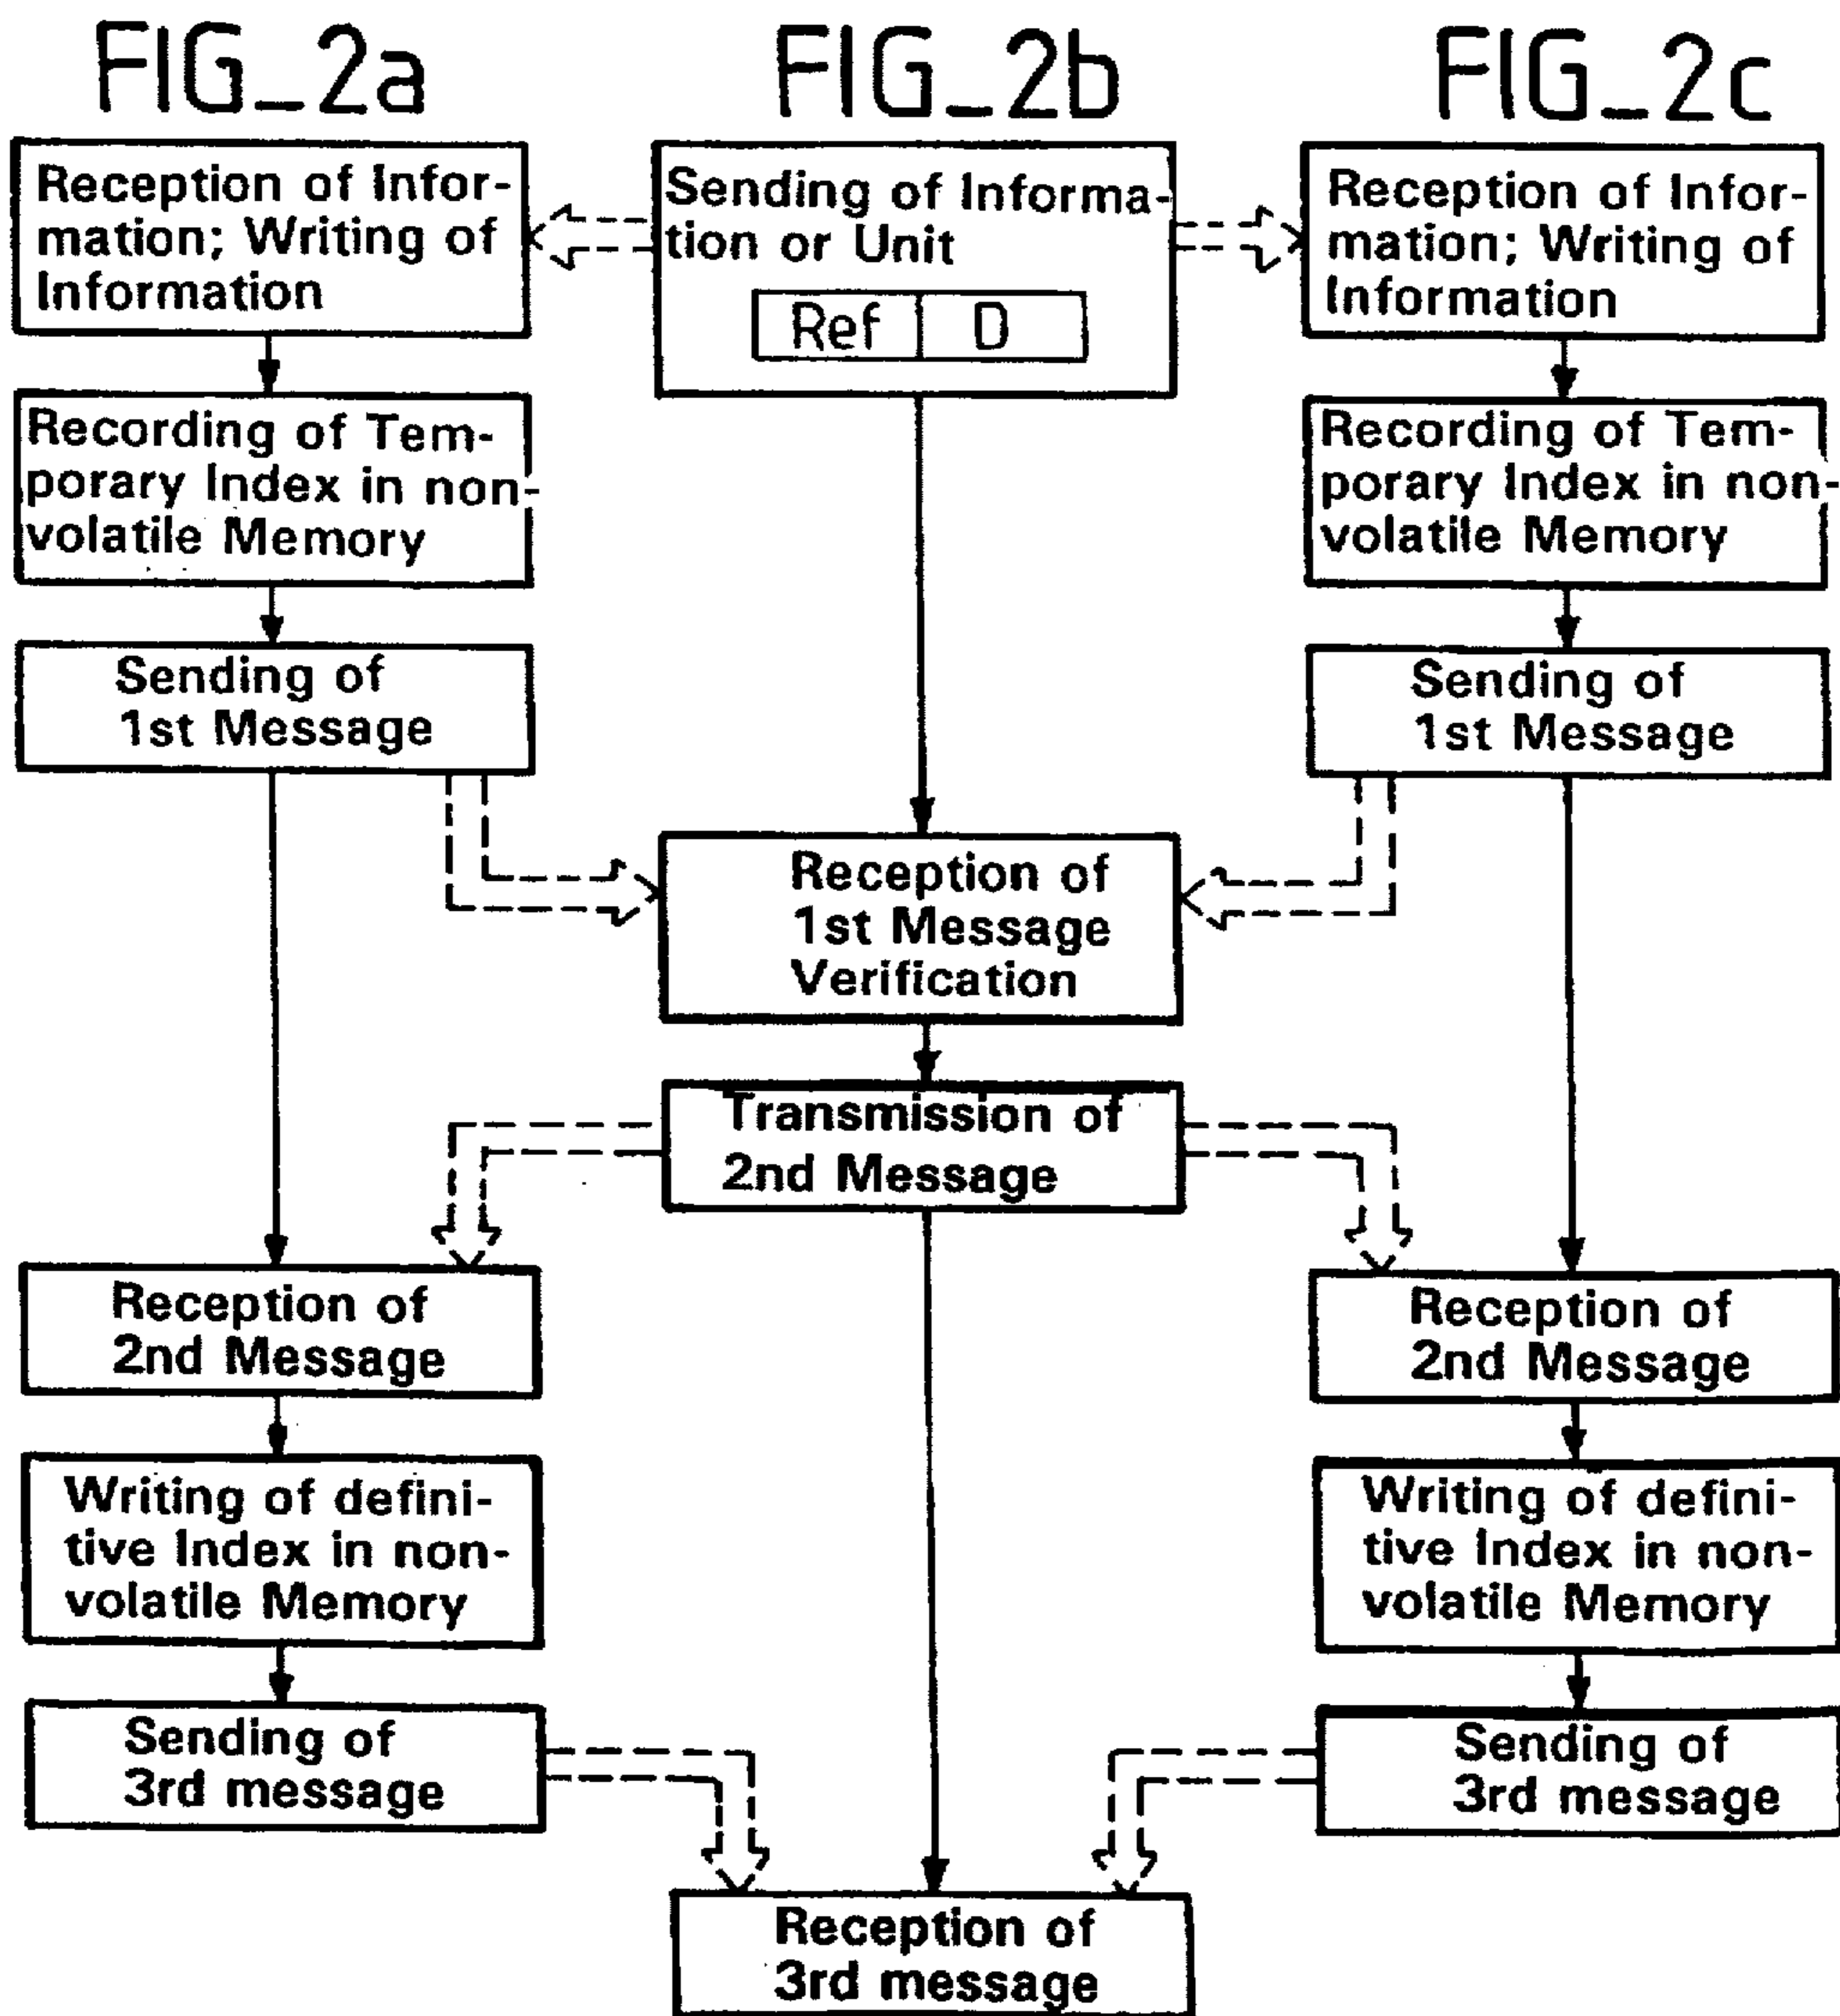 FIG_2a
FIG_2b
FIG_2c
Reception of Infor-
mation; Writing of
Information
Sending of Informa-
tion or Unit
Ref
D
Reception of Infor-
mation; Writing of
Information
Recording of Tem-
porary Index in non-
volatile Memory
Recording of Tem-
porary Index in non-
volatile Memory
Sending of
1st Message
Sending of
1st Message
Reception of
1st Message
Verification
Transmission of
2nd Message
Reception of
2nd Message
Reception of
2nd Message
Writing of defini-
tive Index in non-
volatile Memory
Writing of defini-
tive Index in non-
volatile Memory
Sending of
3rd message
Sending of
3rd message
Reception of
3rd message